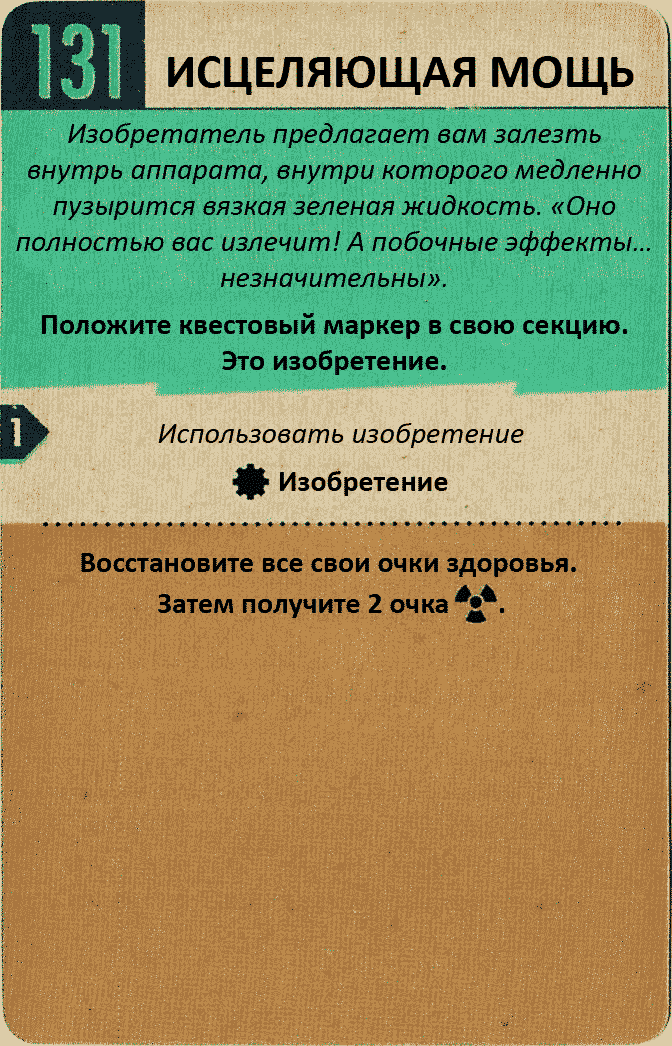 131
ИСЦЕЛЯЮЩАЯ МОЩЬ
Изобретатель предлагает вам залезть
внутрь аппарата, внутри которого медленно
пузырится вязкая зеленая жидкость. «Оно
полностью вас излечит! А побочные эффекты...
незначительны».
Положите квестовый маркер в свою секцию.
Это изобретение.
1
Использовать изобретение
Изобретение
Восстановите все свои очки здоровья.
Затем получите 2 очка .